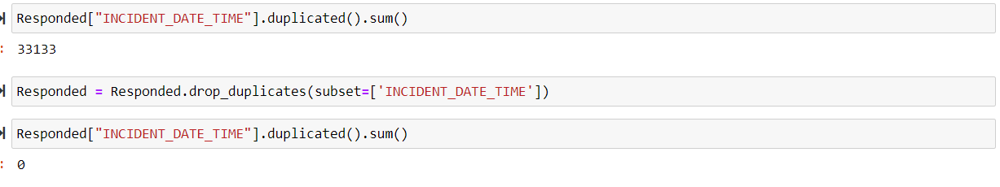 Responded["INCIDENT_DATE_TIME"].duplicated().sum()
: 33133
Responded = Responded.drop_duplicates(subset=['INCIDENT_DATE_TIME'])
Responded["INCIDENT_DATE_TIME"].duplicated().sum()
: 0